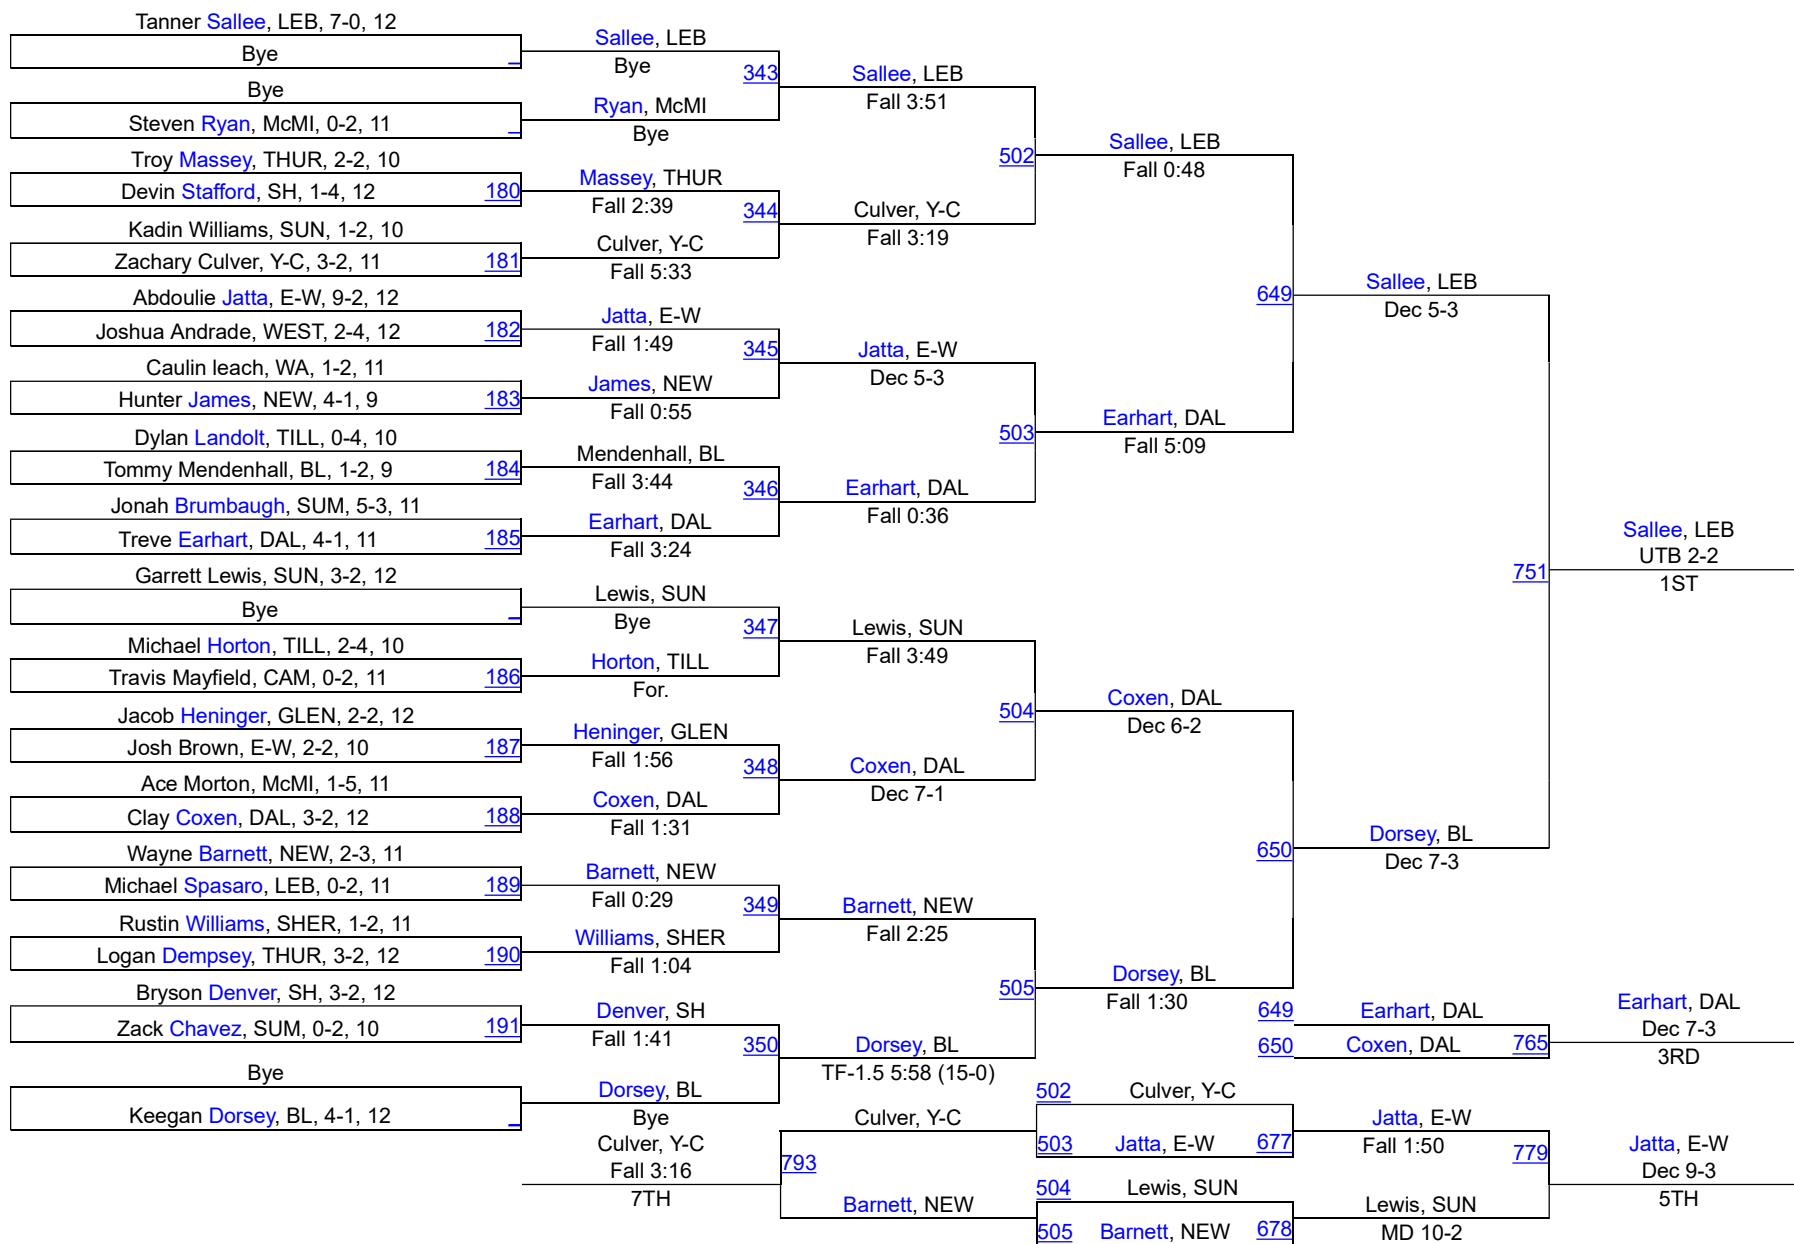 Tanner Sallee, LEB, 7-0, 12
Bye
Bye
Steven Ryan, McMI, 0-2, 11
Troy Massey, THUR, 2-2, 10
Devin Stafford, SH, 1-4, 12
180
Kadin Williams, SUN, 1-2, 10
Zachary Culver, Y-C, 3-2, 11
181
Abdoulie Jatta, E-W, 9-2, 12
Joshua Andrade, WEST, 2-4, 12
182
Caulin leach, WA, 1-2, 11
Hunter James, NEW, 4-1, 9
183
Dylan Landolt, TILL, 0-4, 10
Tommy Mendenhall, BL, 1-2, 9
184
Jonah Brumbaugh, SUM, 5-3, 11
Treve Earhart, DAL, 4-1, 11
185
Garrett Lewis, SUN, 3-2, 12
Bye
Michael Horton, TILL, 2-4, 10
Travis Mayfield, CAM, 0-2, 11
186
Jacob Heninger, GLEN, 2-2, 12
Josh Brown, E-W, 2-2, 10
187
Ace Morton, McMI, 1-5, 11
Clay Coxen, DAL, 3-2, 12
188
Wayne Barnett, NEW, 2-3, 11
Michael Spasaro, LEB, 0-2, 11
189
Rustin Williams, SHER, 1-2, 11
Logan Dempsey, THUR, 3-2, 12
190
Bryson Denver, SH, 3-2, 12
Zack Chavez, SUM, 0-2, 10
191
Bye
Keegan Dorsey, BL, 4-1, 12
Sallee, LEB
Bye
343
Ryan, McMI
Bye
Massey, THUR
Fall 2:39
344
Culver, Y-C
Fall 5:33
Jatta, E-W
Fall 1:49
345
James, NEW
Fall 0:55
Mendenhall, BL
Fall 3:44
346
Earhart, DAL
Fall 3:24
Lewis, SUN
Bye
347
Horton, TILL
For.
Heninger, GLEN
Fall 1:56
348
Coxen, DAL
Fall 1:31
Barnett, NEW
Fall 0:29
349
Williams, SHER
Fall 1:04
Denver, SH
Fall 1:41
350
Dorsey, BL
Bye
Sallee, LEB
Fall 3:51
502
Culver, Y-C
Fall 3:19
Jatta, E-W
Dec 5-3
503
Earhart, DAL
Fall 0:36
Lewis, SUN
Fall 3:49
504
Coxen, DAL
Dec 7-1
Barnett, NEW
Fall 2:25
505
Dorsey, BL
TF-1.5 5:58 (15-0)
Sallee, LEB
Fall 0:48
649
Earhart, DAL
Fall 5:09
Coxen, DAL
Dec 6-2
650
Dorsey, BL
Fall 1:30
Sallee, LEB
Dec 5-3
751
Dorsey, BL
Dec 7-3
Sallee, LEB
UTB 2-2
1ST
649
Earhart, DAL
650
Coxen, DAL
765
Earhart, DAL
Dec 7-3
3RD
502
Culver, Y-C
503
Jatta, E-W
677
504
Lewis, SUN
505
Barnett, NEW
678
Jatta, E-W
Fall 1:50
779
Lewis, SUN
MD 10-2
Jatta, E-W
Dec 9-3
5TH
Culver, Y-C
793
Barnett, NEW
Culver, Y-C
Fall 3:16
7TH